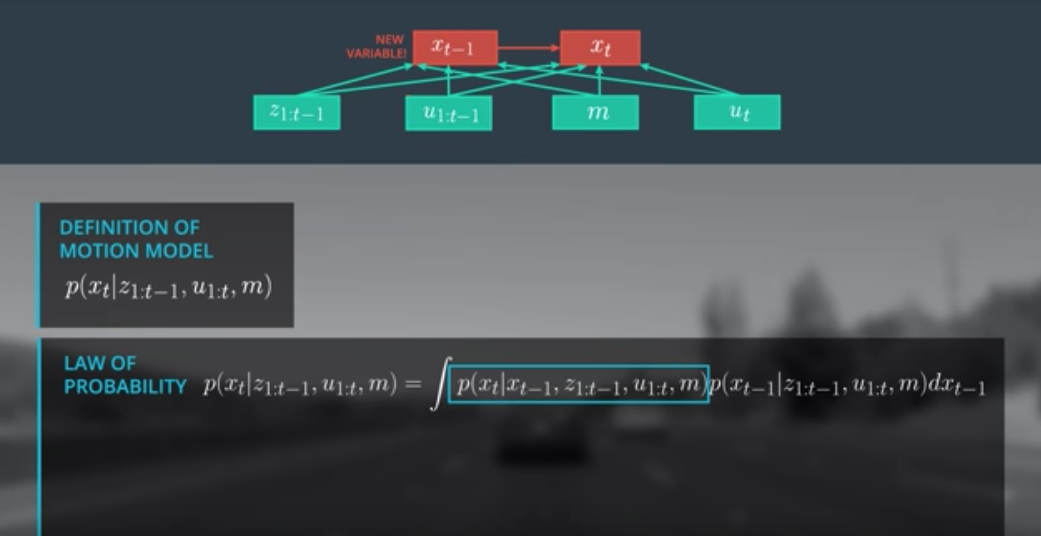 NEW
VARIABLE!
x_{t-1}
x_t
z_{1:t-1}
u_{1:t-1}
m
u_t
DEFINITION OF
MOTION MODEL
p(x_t|z_{1:t-1}, u_{1:t}, m)
LAW OF
PROBABILITY
p(x_t|z_{1:t-1}, u_{1:t}, m) = ∫ p(x_t|x_{t-1}, z_{1:t-1}, u_{1:t}, m)p(x_{t-1}|z_{1:t-1}, u_{1:t}, m)dx_{t-1}